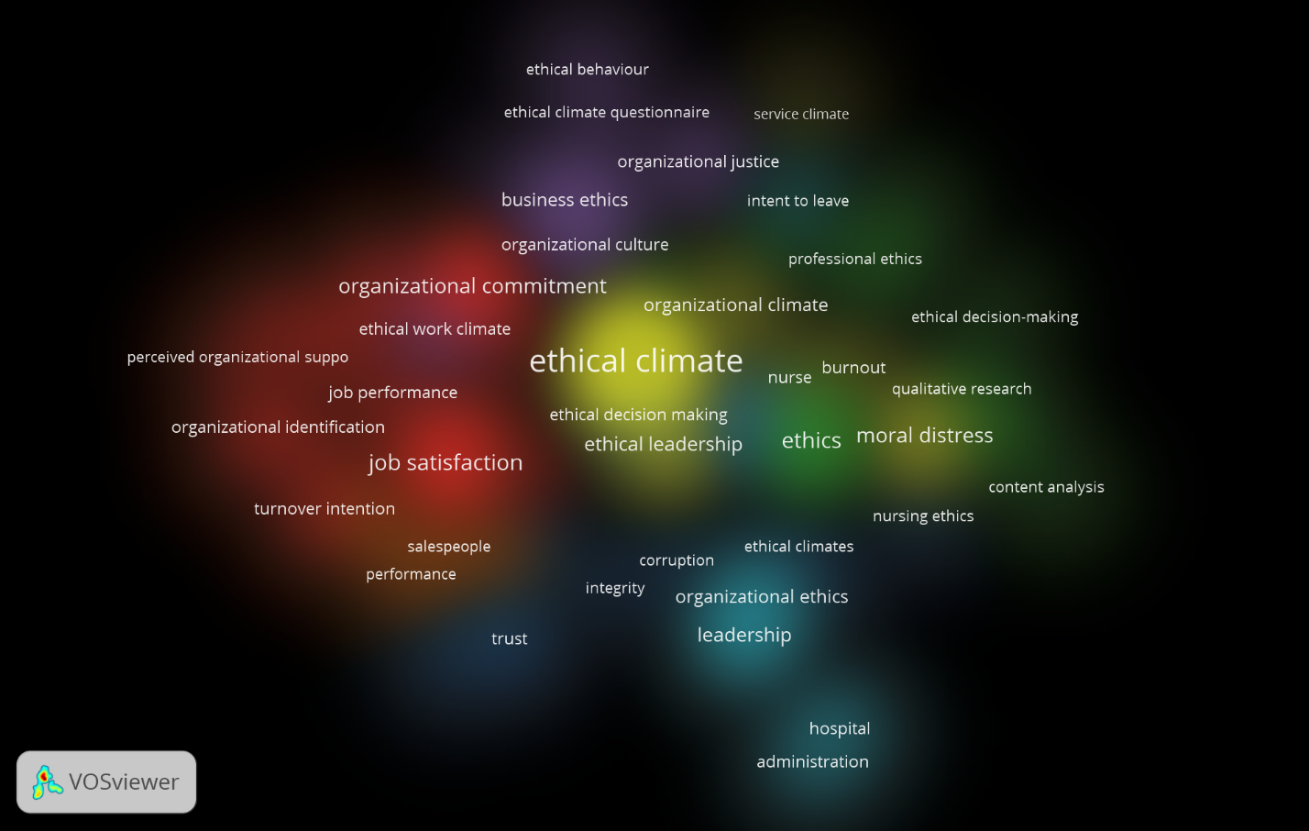 ethical behaviour
ethical climate questionnaire
service climate
organizational justice
business ethics
intent to leave
organizational culture
professional ethics
organizational commitment
organizational climate
ethical decision-making
ethical work climate
perceived organizational suppo
ethical climate
burnout
nurse
job performance
qualitative research
ethical decision making
organizational identification
moral distress
ethics
ethical leadership
job satisfaction
content analysis
turnover intention
nursing ethics
salespeople
ethical climates
corruption
performance
integrity
organizational ethics
leadership
trust
hospital
administration
VOSviewer